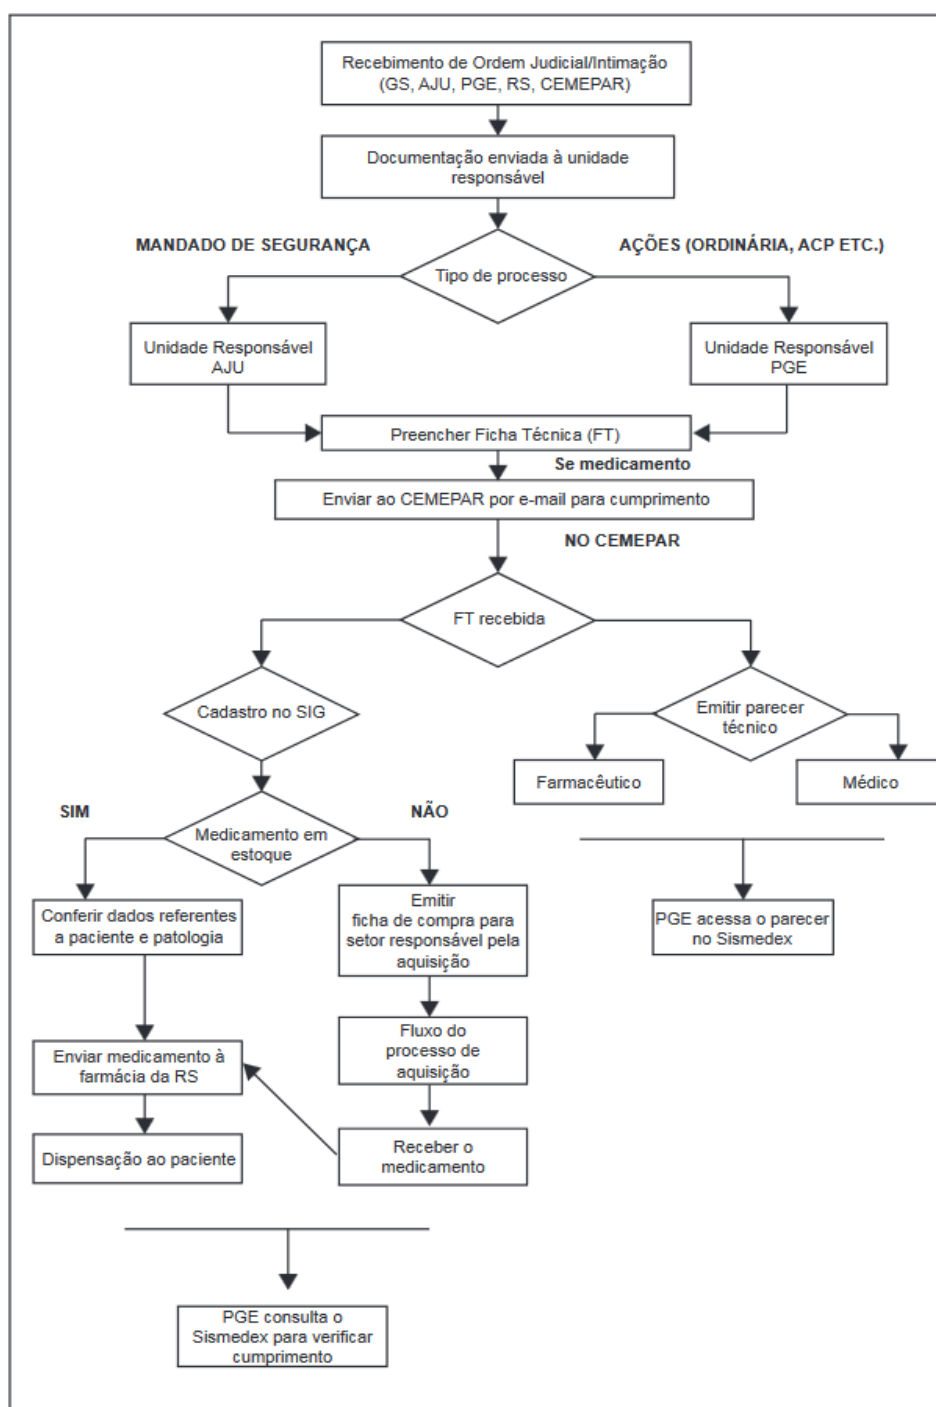 Recebimento de Ordem Judicial/Intimação
(GS, AJU, PGE, RS, CEMEPAR)
Documentação enviada à unidade
responsável
MANDADO DE SEGURANÇA
AÇÕES (ORDINÁRIA, ACP ETC.)
Tipo de processo
Unidade Responsável
AJU
Unidade Responsável
PGE
Preencher Ficha Técnica (FT)
Se medicamento
Enviar ao CEMEPAR por e-mail para cumprimento
NO CEMEPAR
FT recebida
Cadastro no SIG
Emitir parecer
técnico
Farmacêutico
Médico
SIM
NÃO
Medicamento em
estoque
Conferir dados referentes
a paciente e patologia
Emitir
ficha de compra para
setor responsável pela
aquisição
PGE acessa o parecer
no Sismedex
Fluxo do
processo de
aquisição
Enviar medicamento à
farmácia da RS
Receber o
medicamento
Dispensação ao paciente
PGE consulta o
Sismedex para verificar
cumprimento